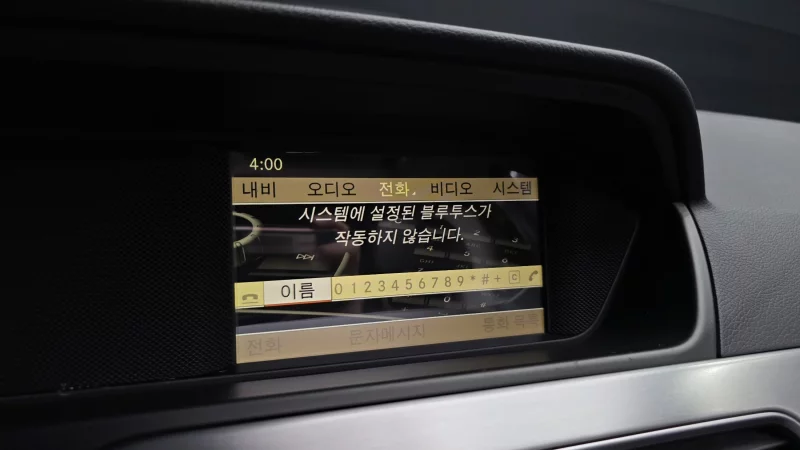 4:00
내비 오디오 전화 비디오 시스템
시스템에 설정된 블루투스가
작동하지 않습니다.
이름 0 1 2 3 4 5 6 7 8 9 * # + C
전화 문자메시지 통화 목록